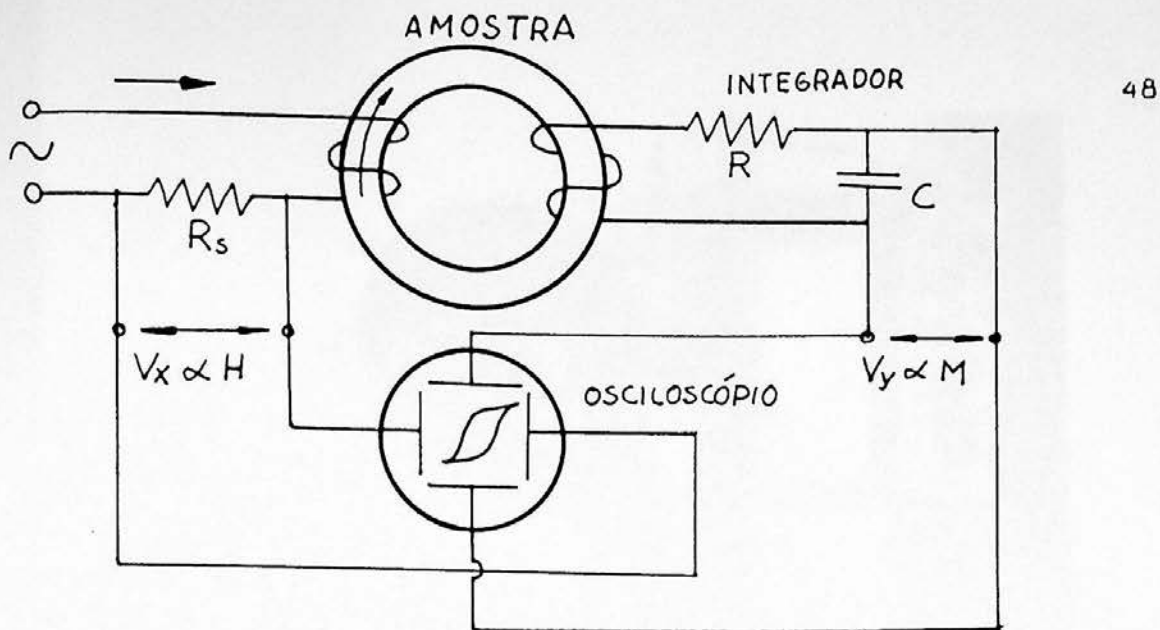 AMOSTRA
INTEGRADOR
48
~
R
C
Rs
Vx ∝ H
Vy ∝ M
OSCILOSCÓPIO